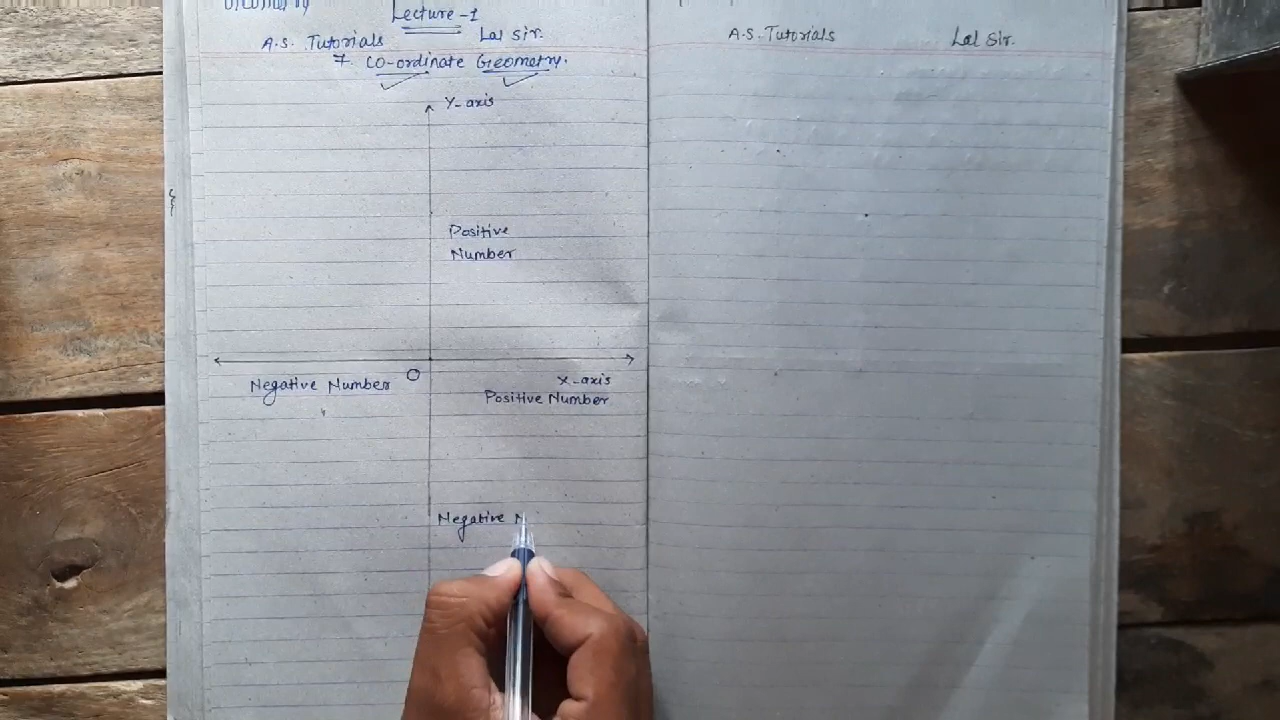 Lecture -1
A.S. Tutorials Lal Sir.
7. CO-ordinate Geometry.
Y-axis
Positive
Number
O
Negative Number
X-axis
Positive Number
Negative N
A.S. Tutorials Lal Sir.